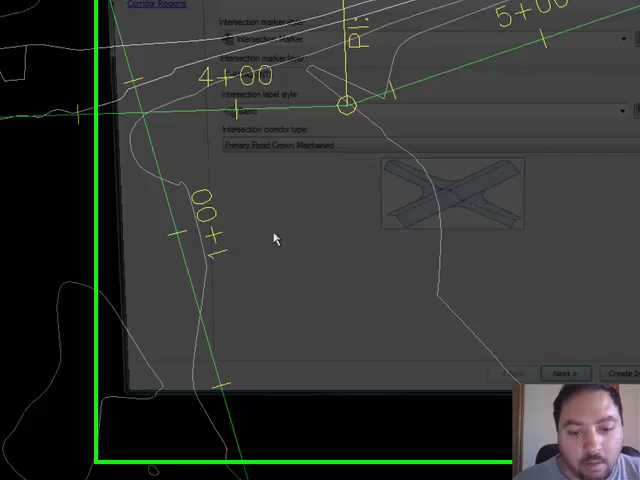 Corridor Regions
Intersection marker style:
Intersection Marker
Intersection marker layer:
Intersection label style:
Basic
Intersection corridor type:
Primary Road Crown Maintained
Next >
Create In
4+00
5+00
1+00
PI: